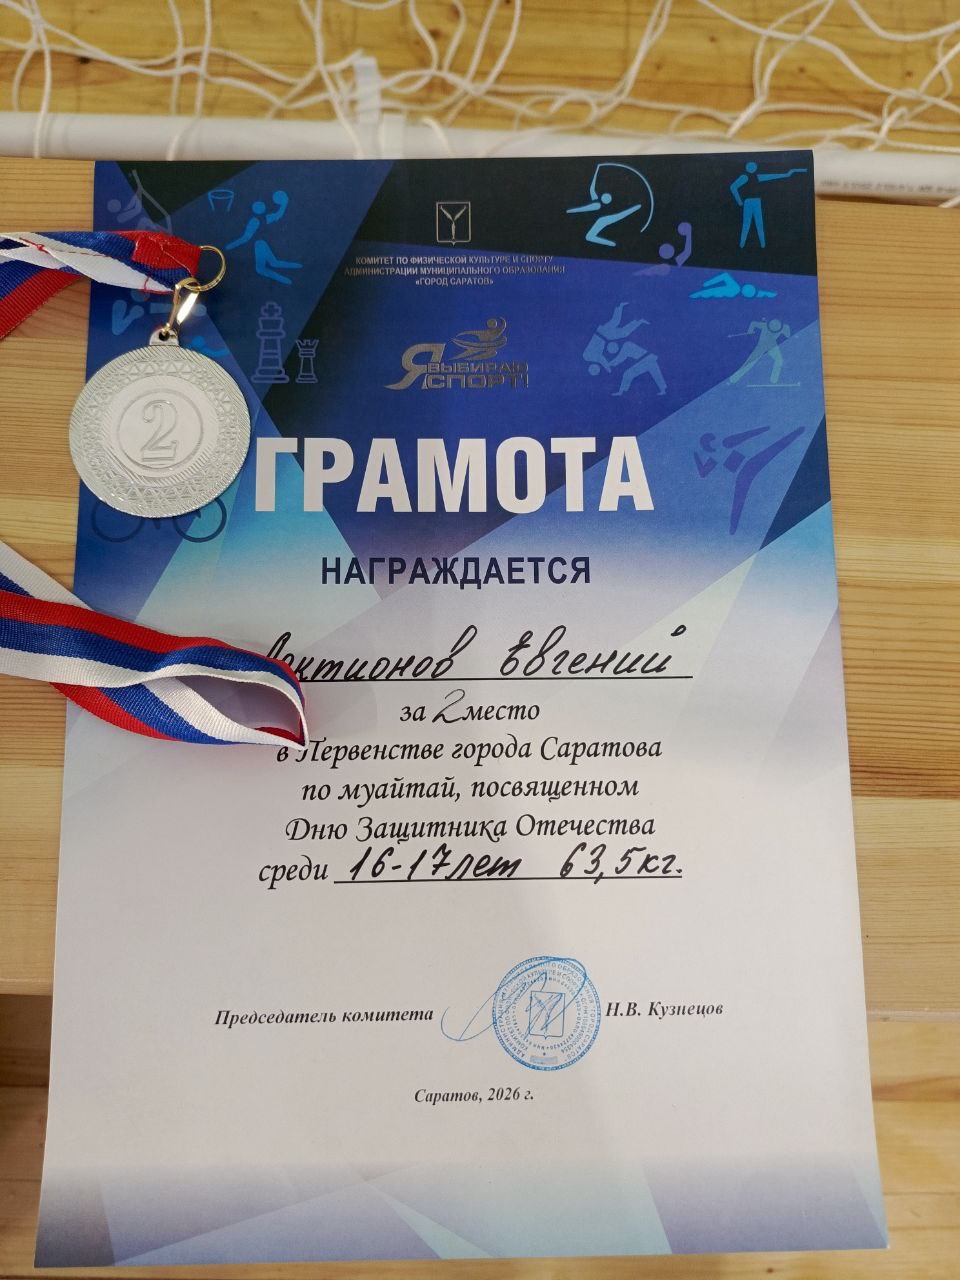 КОМИТЕТ ПО ФИЗИЧЕСКОЙ КУЛЬТУРЕ И СПОРТУ
АДМИНИСТРАЦИИ МУНИЦИПАЛЬНОГО ОБРАЗОВАНИЯ
«ГОРОД САРАТОВ»
Я ВЫБИРАЮ
СПОРТ!
2
ГРАМОТА
НАГРАЖДАЕТСЯ
Евгений
за 2 место
в Первенстве города Саратова
по муайтай, посвященном
Дню Защитника Отечества
среди 16-17 лет 63,5 кг.
Председатель комитета Н.В. Кузнецов
Саратов, 2026 г.